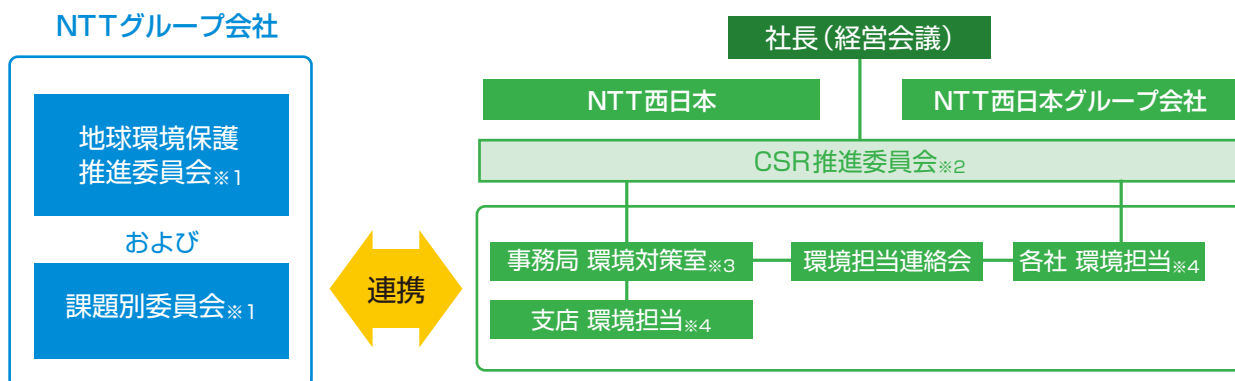 NTTグループ会社
地球環境保護
推進委員会※1
および
課題別委員会※1
連携
社長（経営会議）
NTT西日本
NTT西日本グループ会社
CSR推進委員会※2
事務局 環境対策室※3
環境担当連絡会
各社 環境担当※4
支店 環境担当※4